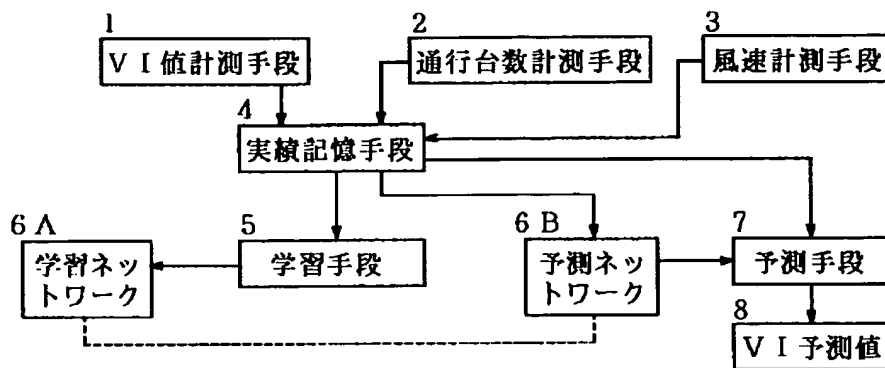 1
VI値計測手段
2
通行台数計測手段
3
風速計測手段
4
実績記憶手段
6A
学習ネッ
トワーク
5
学習手段
6B
予測ネッ
トワーク
7
予測手段
8
VI予測値